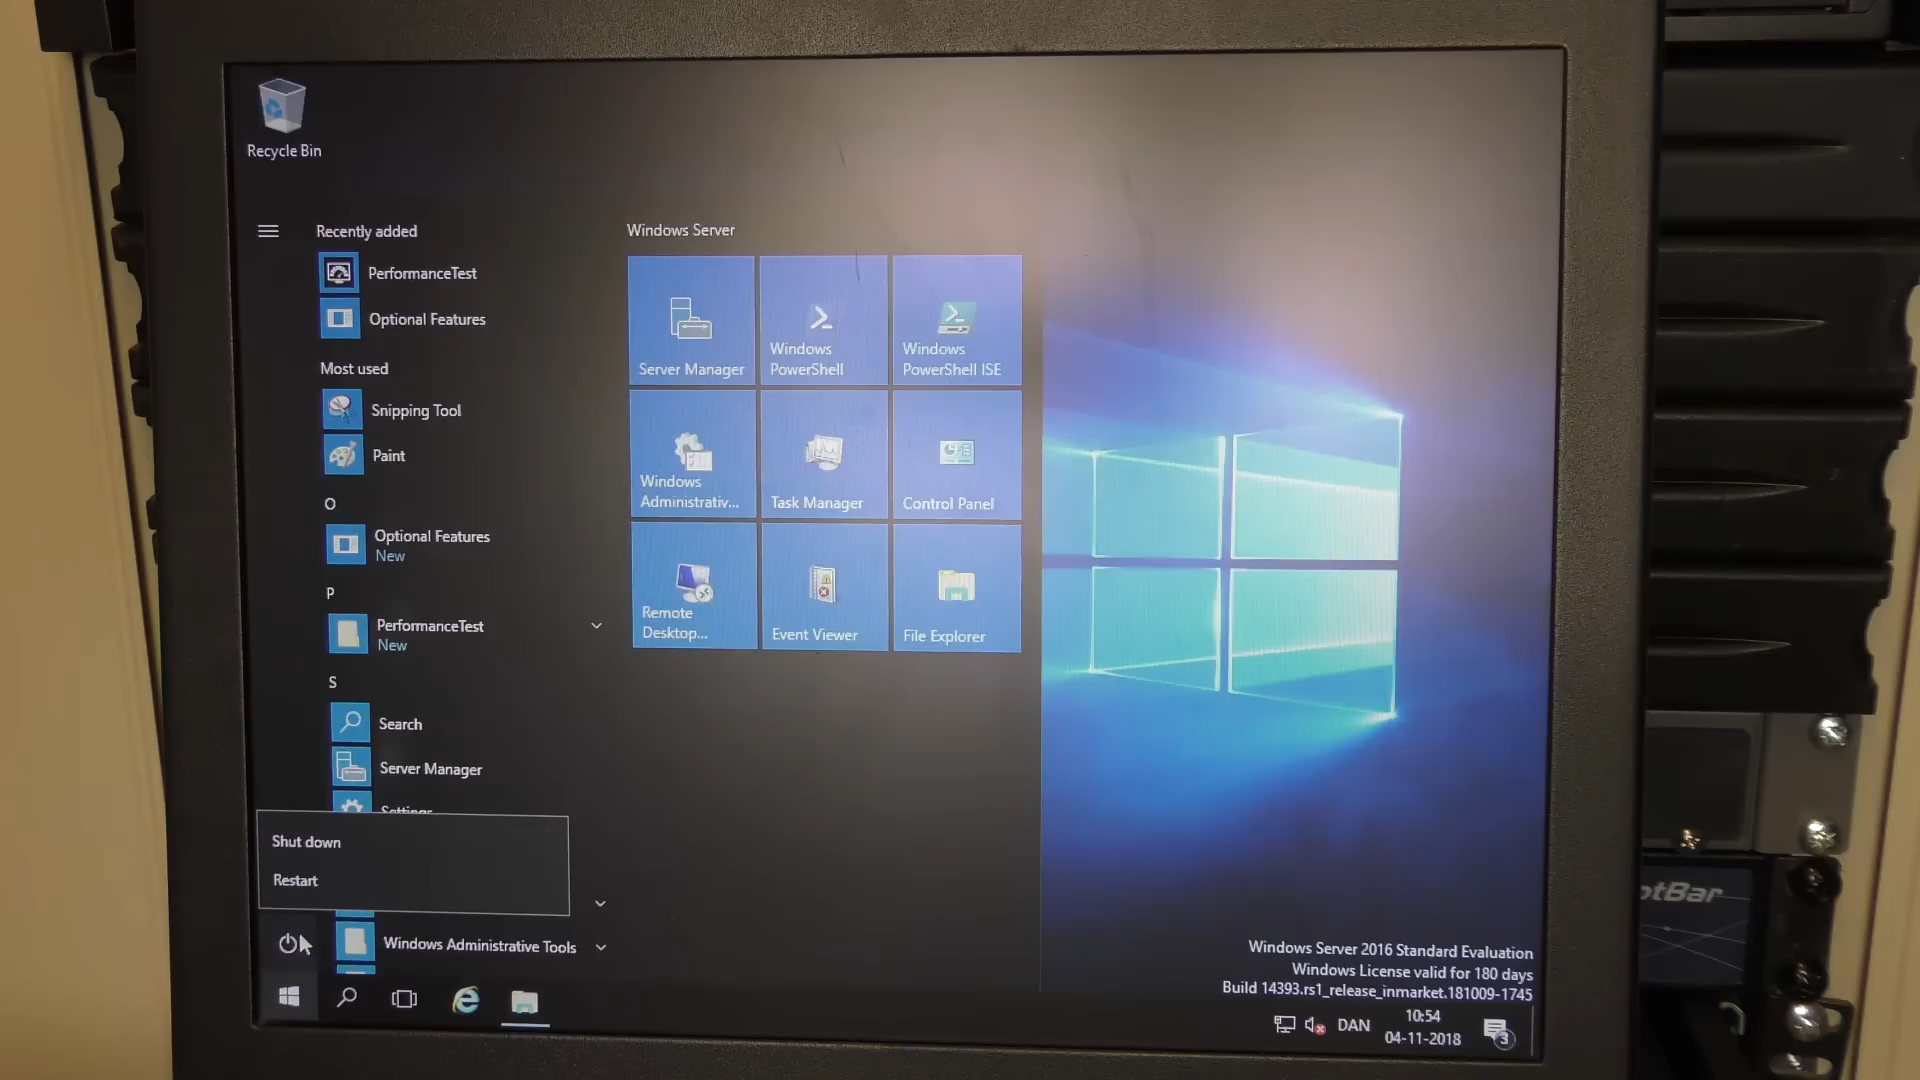 Recycle Bin
Recently added
PerformanceTest
Optional Features
Most used
Snipping Tool
Paint
O
Optional Features
New
P
PerformanceTest
New
S
Search
Server Manager
Settings
Shut down
Restart
Windows Administrative Tools
Windows Server
Server Manager
Windows
PowerShell
Windows
PowerShell ISE
Windows
Administrativ...
Task Manager
Control Panel
Remote
Desktop...
Event Viewer
File Explorer
Windows Server 2016 Standard Evaluation
Windows License valid for 180 days
Build 14393.rs1_release_inmarket.181009-1745
DAN
10:54
04-11-2018
3